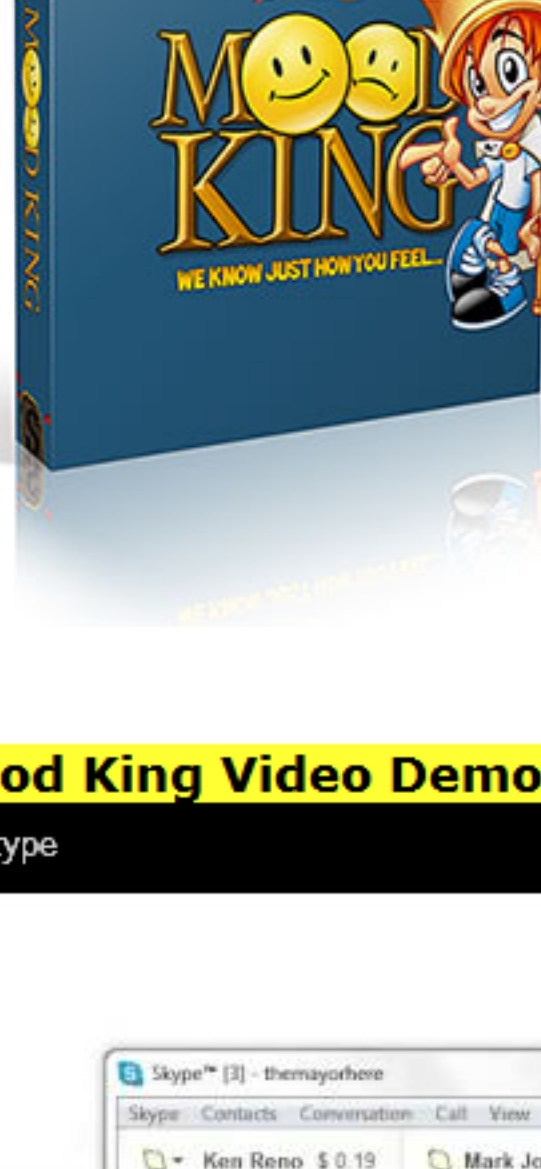 MOOD
KING
WE KNOW JUST HOW YOU FEEL...
MOOD KING
S
od King Video Demo
ype
Skype™ [3] - themayorhere
Skype Contacts Conversation Call View
Ken Reno $ 0.19 Mark Jo